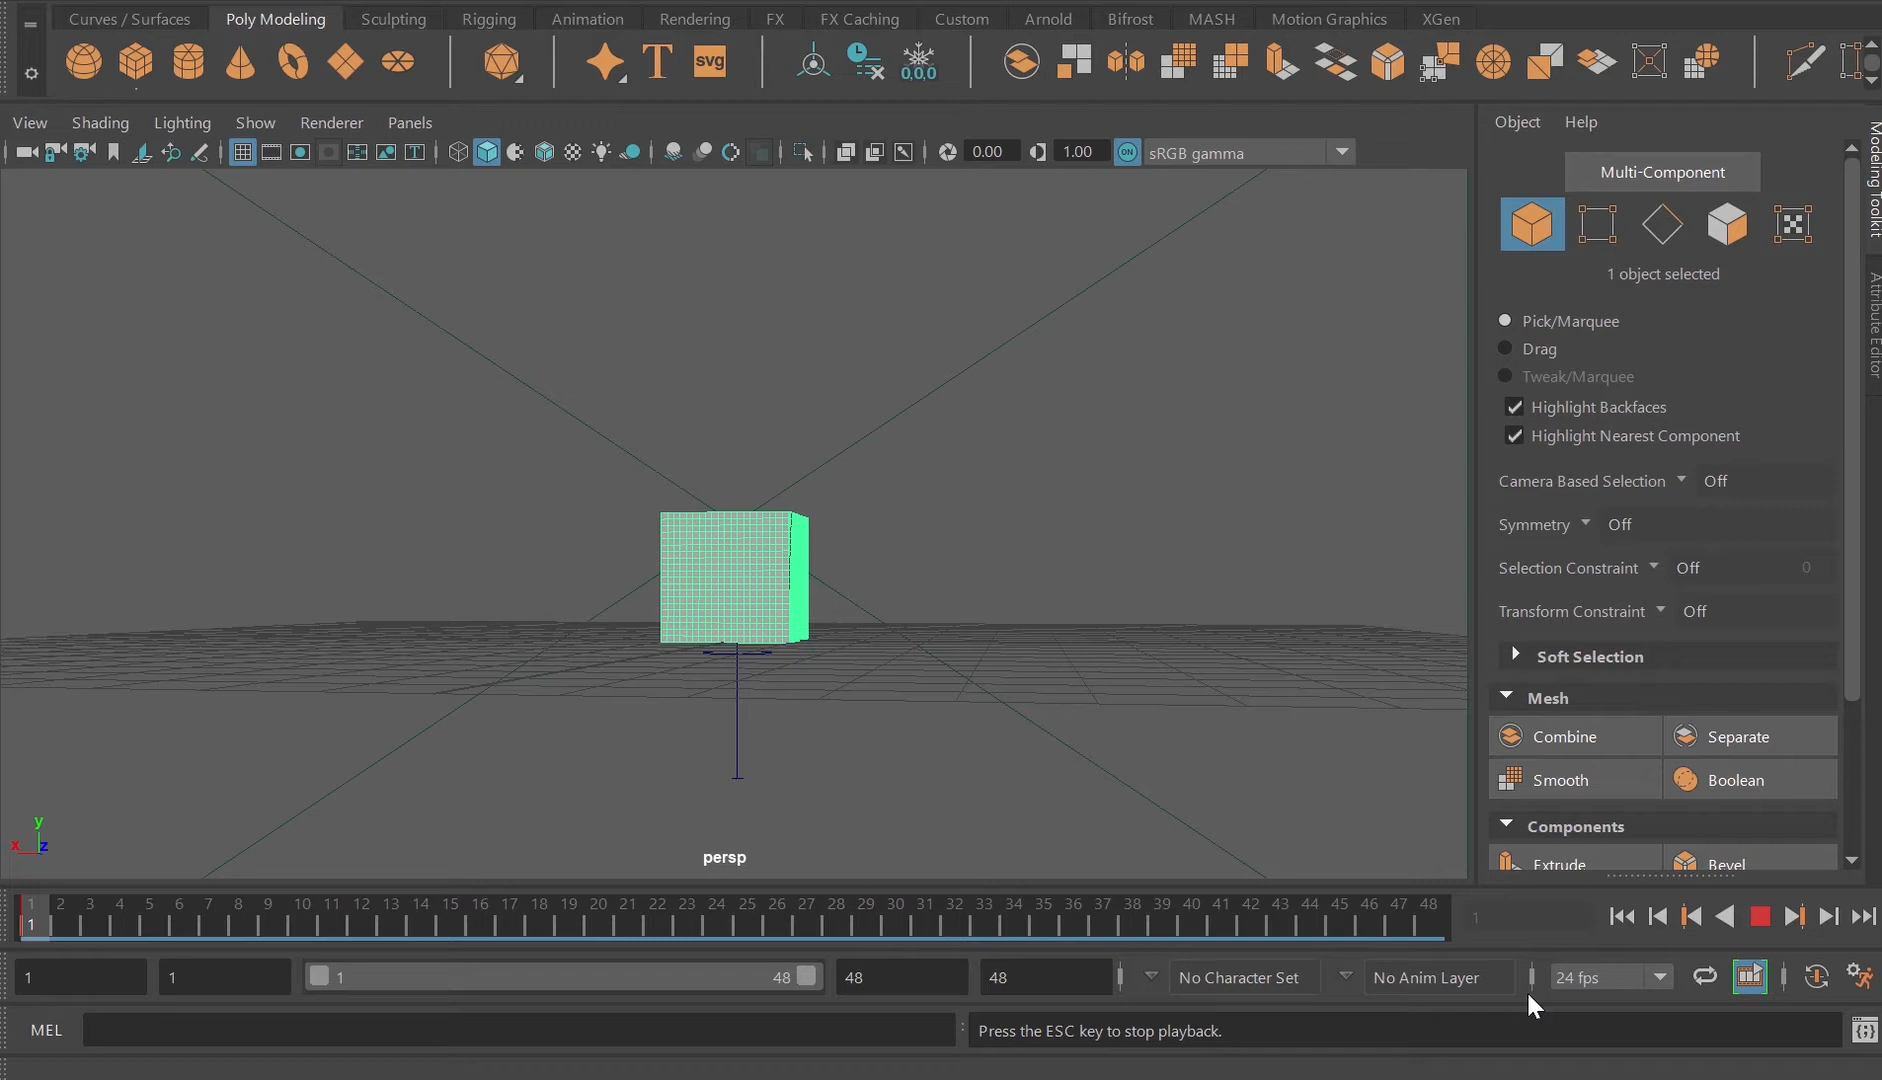 Curves / Surfaces Poly Modeling Sculpting Rigging Animation Rendering FX FX Caching Custom Arnold Bifrost MASH Motion Graphics XGen
T svg 0,0,0
View Shading Lighting Show Renderer Panels
T 0.00 1.00 ON sRGB gamma
Object Help
Multi-Component
1 object selected
Pick/Marquee
Drag
Tweak/Marquee
Highlight Backfaces
Highlight Nearest Component
Camera Based Selection Off
Symmetry Off
Selection Constraint Off 0
Transform Constraint Off
Soft Selection
Mesh
Combine Separate
Smooth Boolean
Components
Extrude Bevel
Modeling Toolkit
Attribute Editor
y
x z
persp
1 2 3 4 5 6 7 8 9 10 11 12 13 14 15 16 17 18 19 20 21 22 23 24 25 26 27 28 29 30 31 32 33 34 35 36 37 38 39 40 41 42 43 44 45 46 47 48
1
1
1 1 1 48 48 48 No Character Set No Anim Layer 24 fps
MEL : Press the ESC key to stop playback.